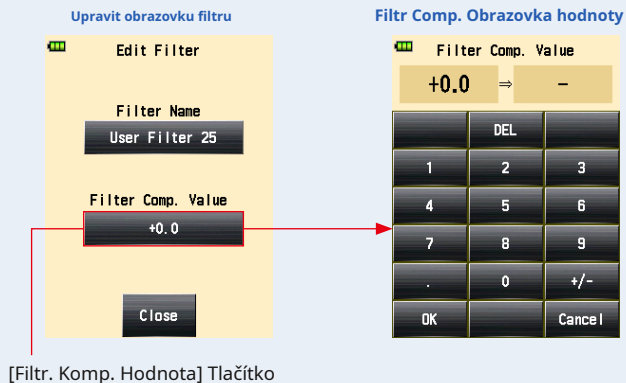 Upravit obrazovku filtru
Edit Filter
Filter Name
User Filter 25
Filter Comp. Value
+0.0
Close
[Filtr. Komp. Hodnota] Tlačítko
Filtr Comp. Obrazovka hodnoty
Filter Comp. Value
+0.0 ⇒ –
DEL
1 2 3
4 5 6
7 8 9
. 0 +/-
OK Cancel